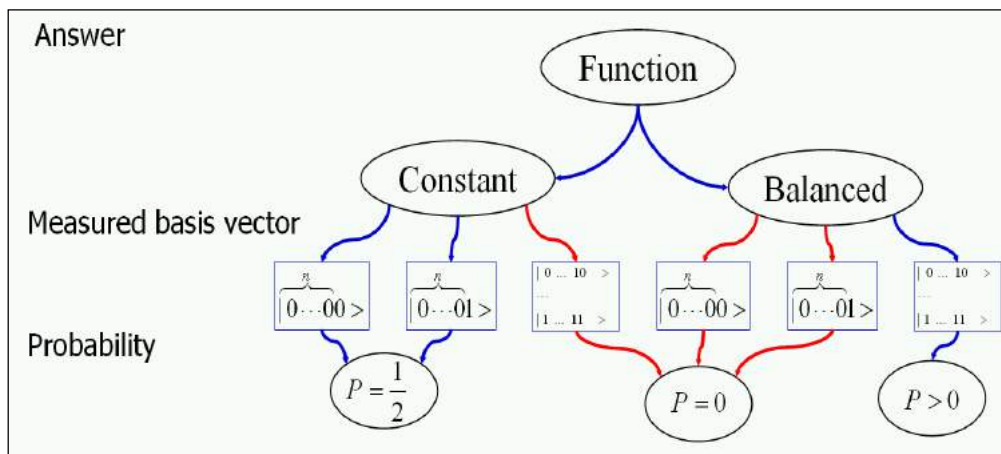 Answer
Function
Constant
Balanced
Measured basis vector
n
| 0⋯00 >
n
| 0⋯01 >
| 0 ... 10 >
...
| 1 ... 11 >
n
| 0⋯00 >
n
| 0⋯01 >
| 0 ... 10 >
...
| 1 ... 11 >
Probability
P = 1/2
P = 0
P > 0